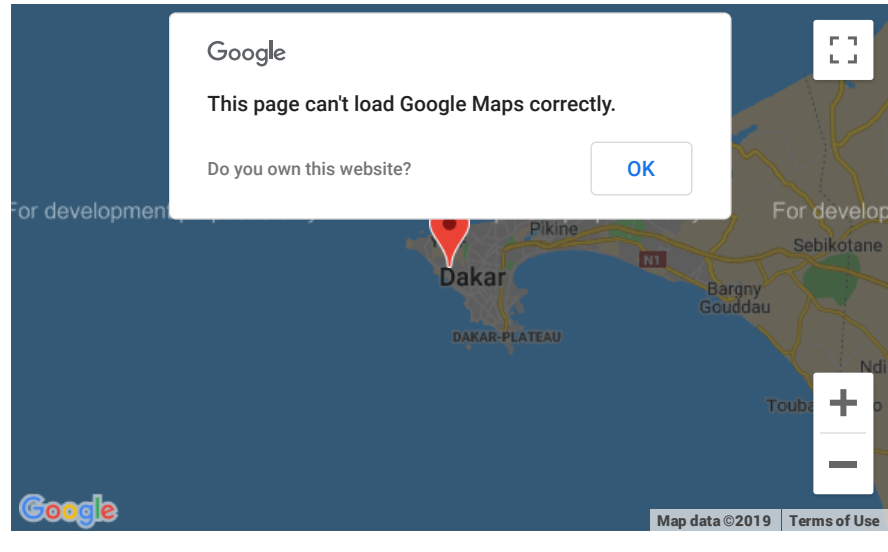 Google
This page can't load Google Maps correctly.
Do you own this website?
OK
For development
For develop
Pikine
Sebikotane
N1
Dakar
Bargny
Gouddau
DAKAR-PLATEAU
Ndi
Touba
Google
Map data ©2019
Terms of Use